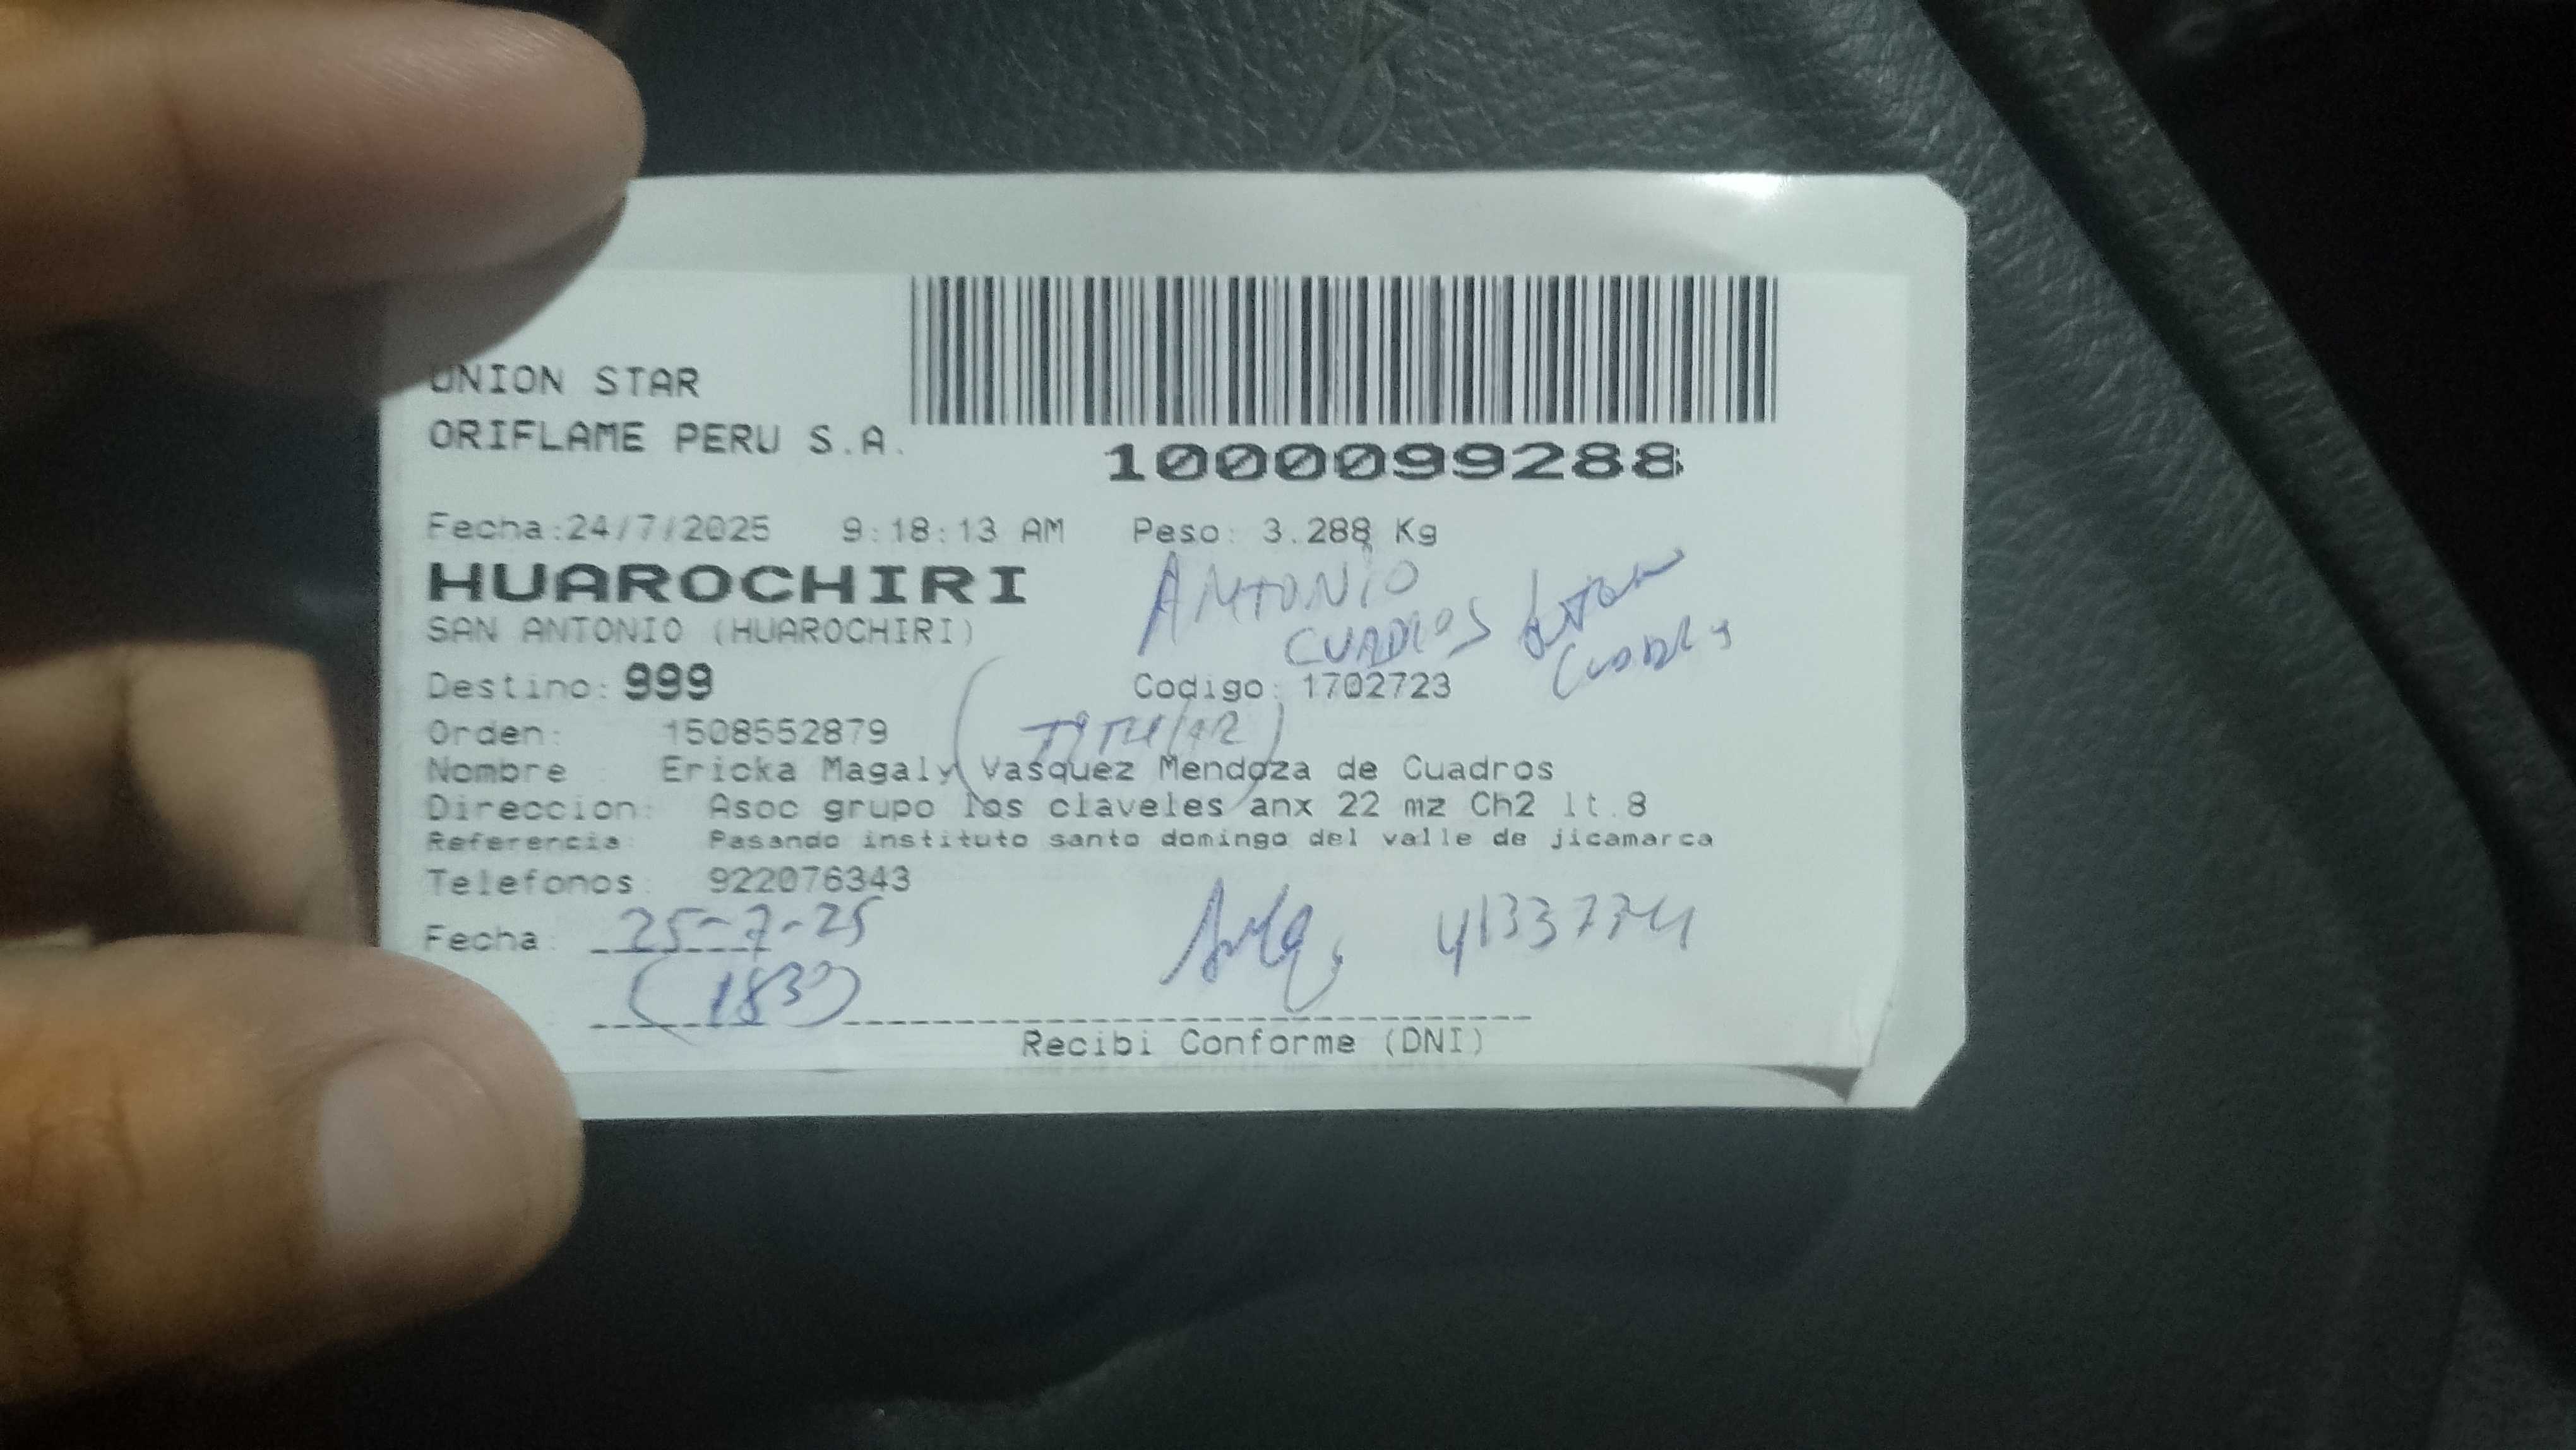 UNION STAR
ORIFLAME PERU S.A.
1000099288
Fecha:24/7/2025 9:18:13 AM Peso: 3.288 Kg
HUAROCHIRI
ANTONIO
CUADROS
SAN ANTONIO (HUAROCHIRI)
Destino: 999 Codigo: 1702723
(TITULAR)
Orden: 1508552879
Nombre : Ericka Magaly Vasquez Mendoza de Cuadros
Direccion: Asoc grupo los claveles anx 22 mz Ch2 lt.8
Referencia: Pasando instituto santo domingo del valle de jicamarca
Telefonos: 922076343
Fecha: 25-7-25
(1830)
Recibi Conforme (DNI)